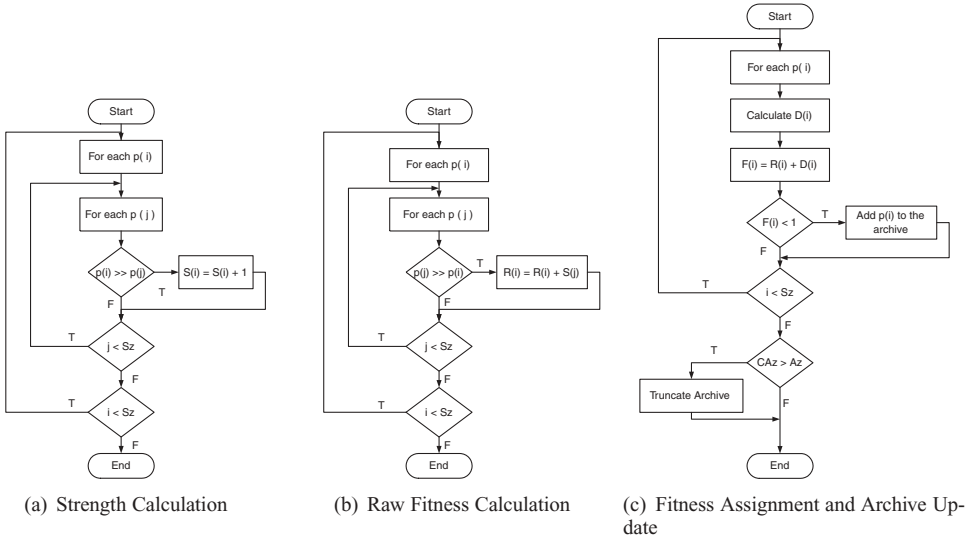 Start
For each p( i)
For each p ( j )
p(i) >> p(j)
T
S(i) = S(i) + 1
F
T
j < Sz
F
T
i < Sz
F
End
(a) Strength Calculation
Start
For each p( i)
For each p ( j )
p(j) >> p(i)
T
R(i) = R(i) + S(j)
F
T
j < Sz
F
T
i < Sz
F
End
(b) Raw Fitness Calculation
Start
For each p( i)
Calculate D(i)
F(i) = R(i) + D(i)
F(i) < 1
T
Add p(i) to the
archive
F
T
i < Sz
F
T
CAz > Az
Truncate Archive
F
End
(c) Fitness Assignment and Archive Up-
date